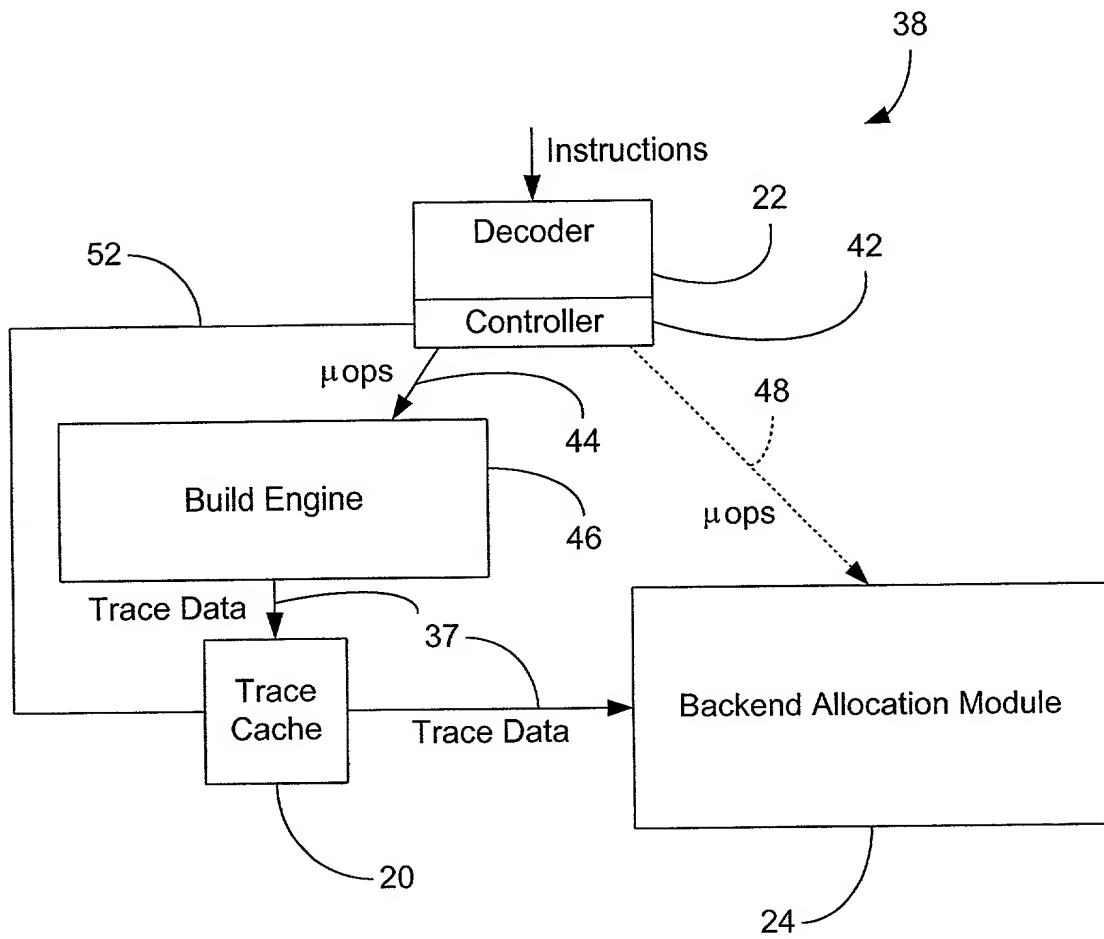 38
Instructions
22
Decoder
52
42
Controller
μops
48
44
Build Engine
μops
46
Trace Data
37
Trace
Cache
Trace Data
Backend Allocation Module
20
24